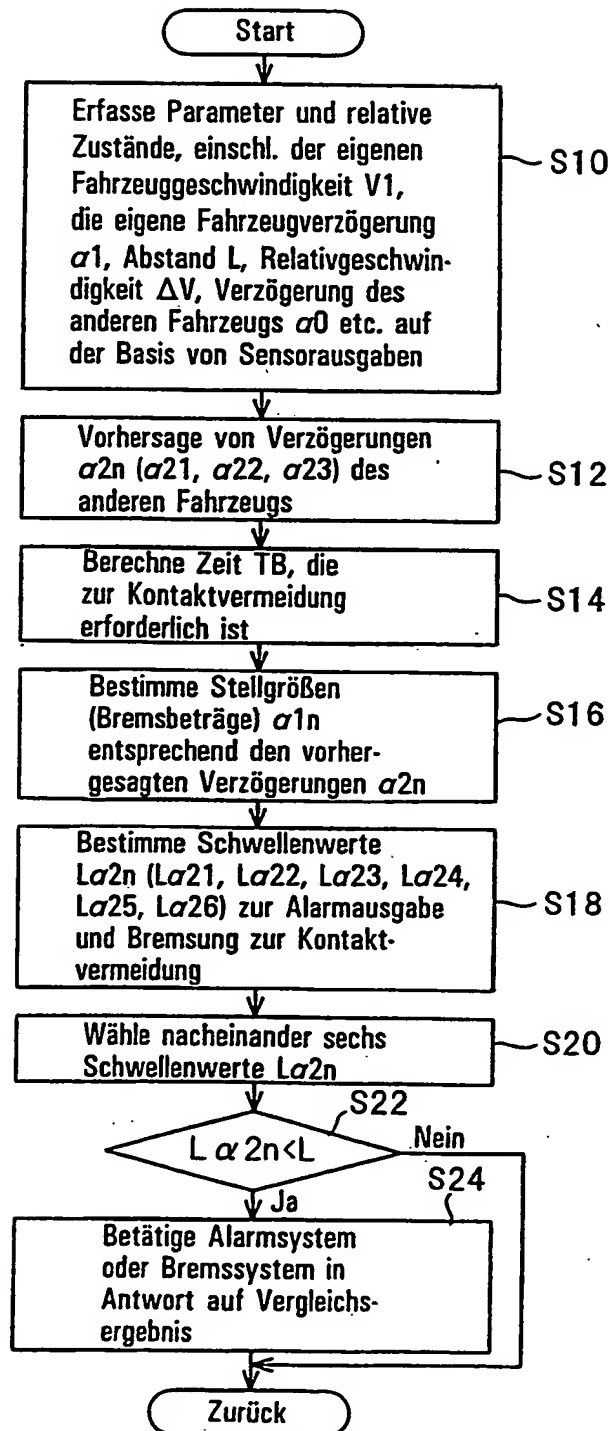 Start
Erfasse Parameter und relative
Zustände, einschl. der eigenen
Fahrzeuggeschwindigkeit V1,
die eigene Fahrzeugverzögerung
α1, Abstand L, Relativgeschwin-
digkeit ΔV, Verzögerung des
anderen Fahrzeugs α0 etc. auf
der Basis von Sensorausgaben
S10
Vorhersage von Verzögerungen
α2n (α21, α22, α23) des
anderen Fahrzeugs
S12
Berechne Zeit TB, die
zur Kontaktvermeidung
erforderlich ist
S14
Bestimme Stellgrößen
(Bremsbeträge) α1n
entsprechend den vorher-
gesagten Verzögerungen α2n
S16
Bestimme Schwellenwerte
Lα2n (Lα21, Lα22, Lα23, Lα24,
Lα25, Lα26) zur Alarmausgabe
und Bremsung zur Kontakt-
vermeidung
S18
Wähle nacheinander sechs
Schwellenwerte Lα2n
S20
S22
L α 2n<L
Nein
Ja
S24
Betätige Alarmsystem
oder Bremssystem in
Antwort auf Vergleichs-
ergebnis
Zurück